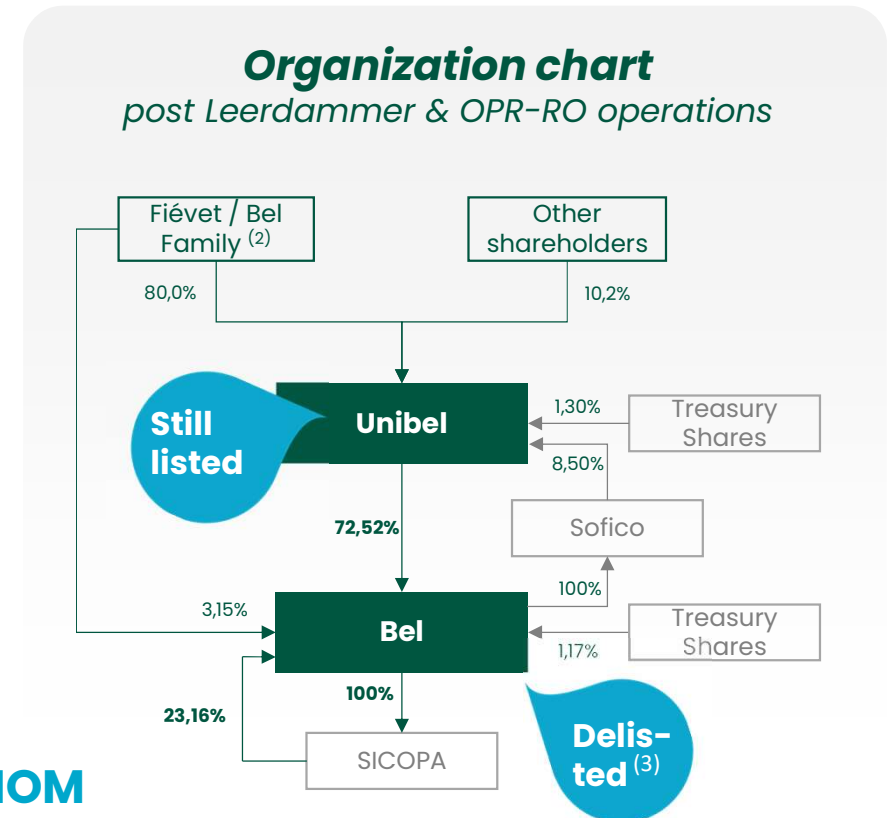 Organization chart
post Leerdammer & OPR-RO operations
Fiévet / Bel
Family (2)
Other
shareholders
80,0%
10,2%
Still
listed
Unibel
1,30%
Treasury
Shares
8,50%
Sofico
72,52%
100%
3,15%
Bel
Treasury
Shares
1,17%
100%
23,16%
SICOPA
Delis-
ted (3)